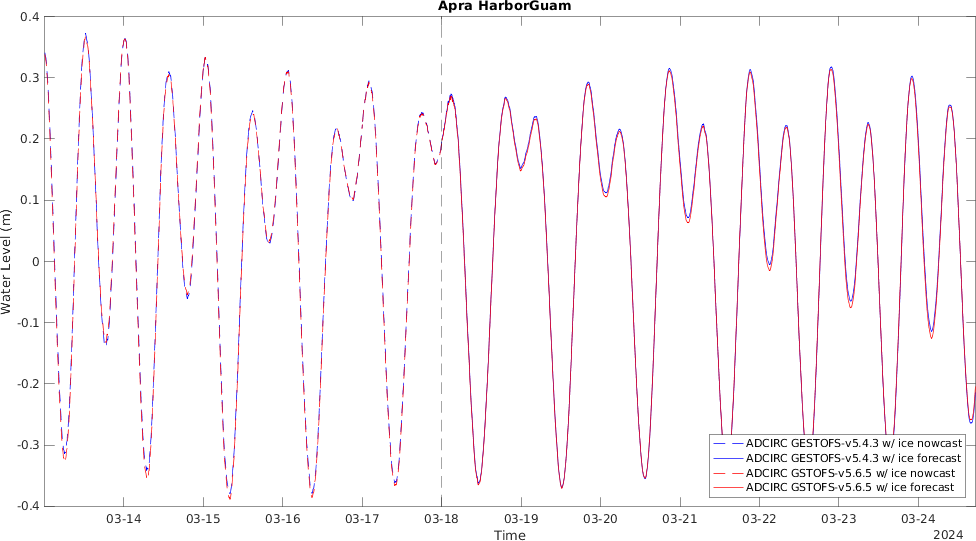 Apra HarborGuam
0.4
0.3
0.2
0.1
0
-0.1
-0.2
-0.3
-0.4
Water Level (m)
ADCIRC GESTOFS-v5.4.3 w/ ice nowcast
ADCIRC GESTOFS-v5.4.3 w/ ice forecast
ADCIRC GSTOFS-v5.6.5 w/ ice nowcast
ADCIRC GSTOFS-v5.6.5 w/ ice forecast
03-14 03-15 03-16 03-17 03-18 03-19 03-20 03-21 03-22 03-23 03-24
Time
2024